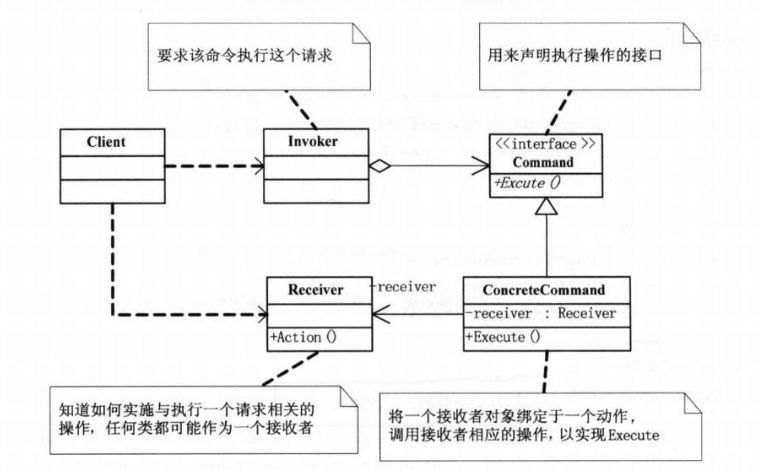 要求该命令执行这个请求
用来声明执行操作的接口
Client
Invoker
<<interface>>
Command
+Excute()
Receiver
+Action()
-receiver
ConcreteCommand
-receiver : Receiver
+Execute()
知道如何实施与执行一个请求相关的
操作，任何类都可能作为一个接收者
将一个接收者对象绑定于一个动作，
调用接收者相应的操作，以实现Execute